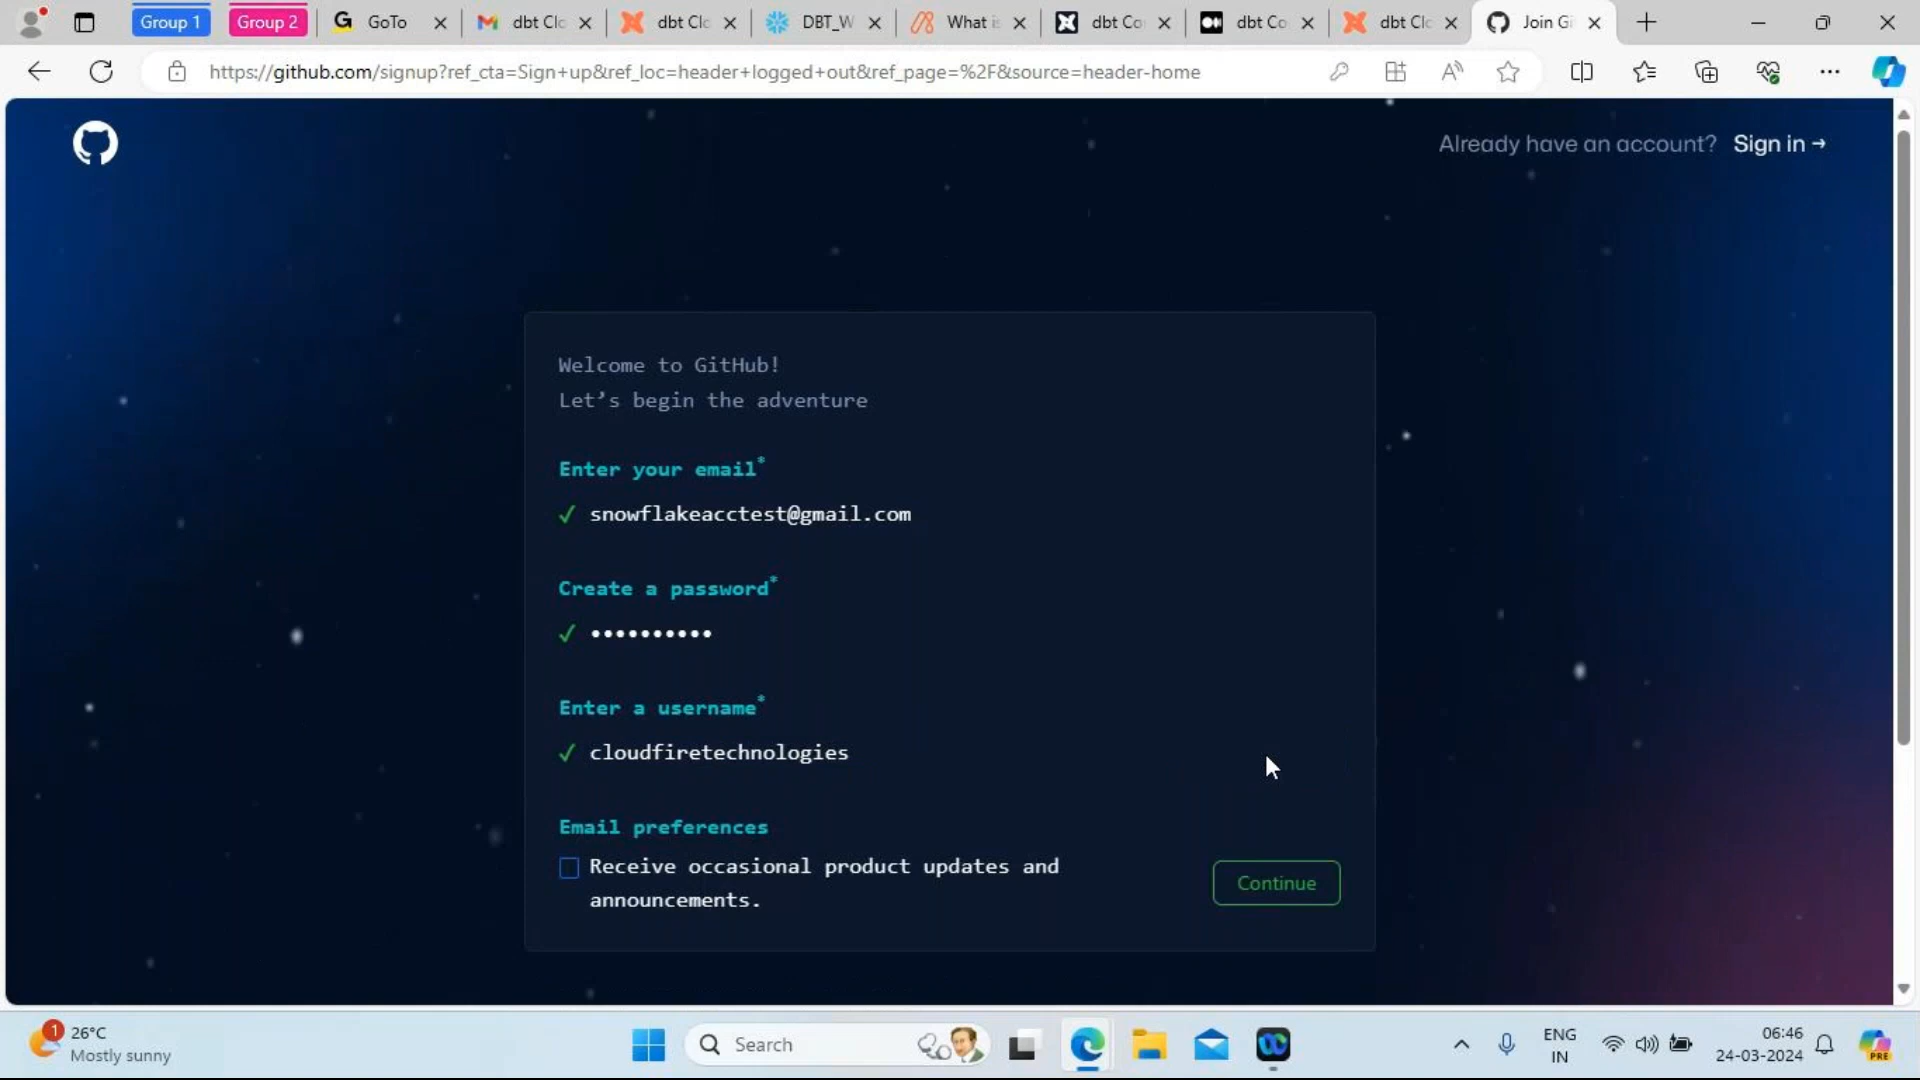 Group 1
Group 2
GoTo
dbt Clo
dbt Clo
DBT_W
What is
dbt Co
dbt Co
dbt Clo
Join Gi
https://github.com/signup?ref_cta=Sign+up&ref_loc=header+logged+out&ref_page=%2F&source=header-home
Already have an account? Sign in →
Welcome to GitHub!
Let’s begin the adventure
Enter your email*
✓ snowflakeacctest@gmail.com
Create a password*
✓ ••••••••••
Enter a username*
✓ cloudfiretechnologies
Email preferences
Receive occasional product updates and
announcements.
Continue
1
26°C
Mostly sunny
Search
ENG
IN
06:46
24-03-2024
PRE